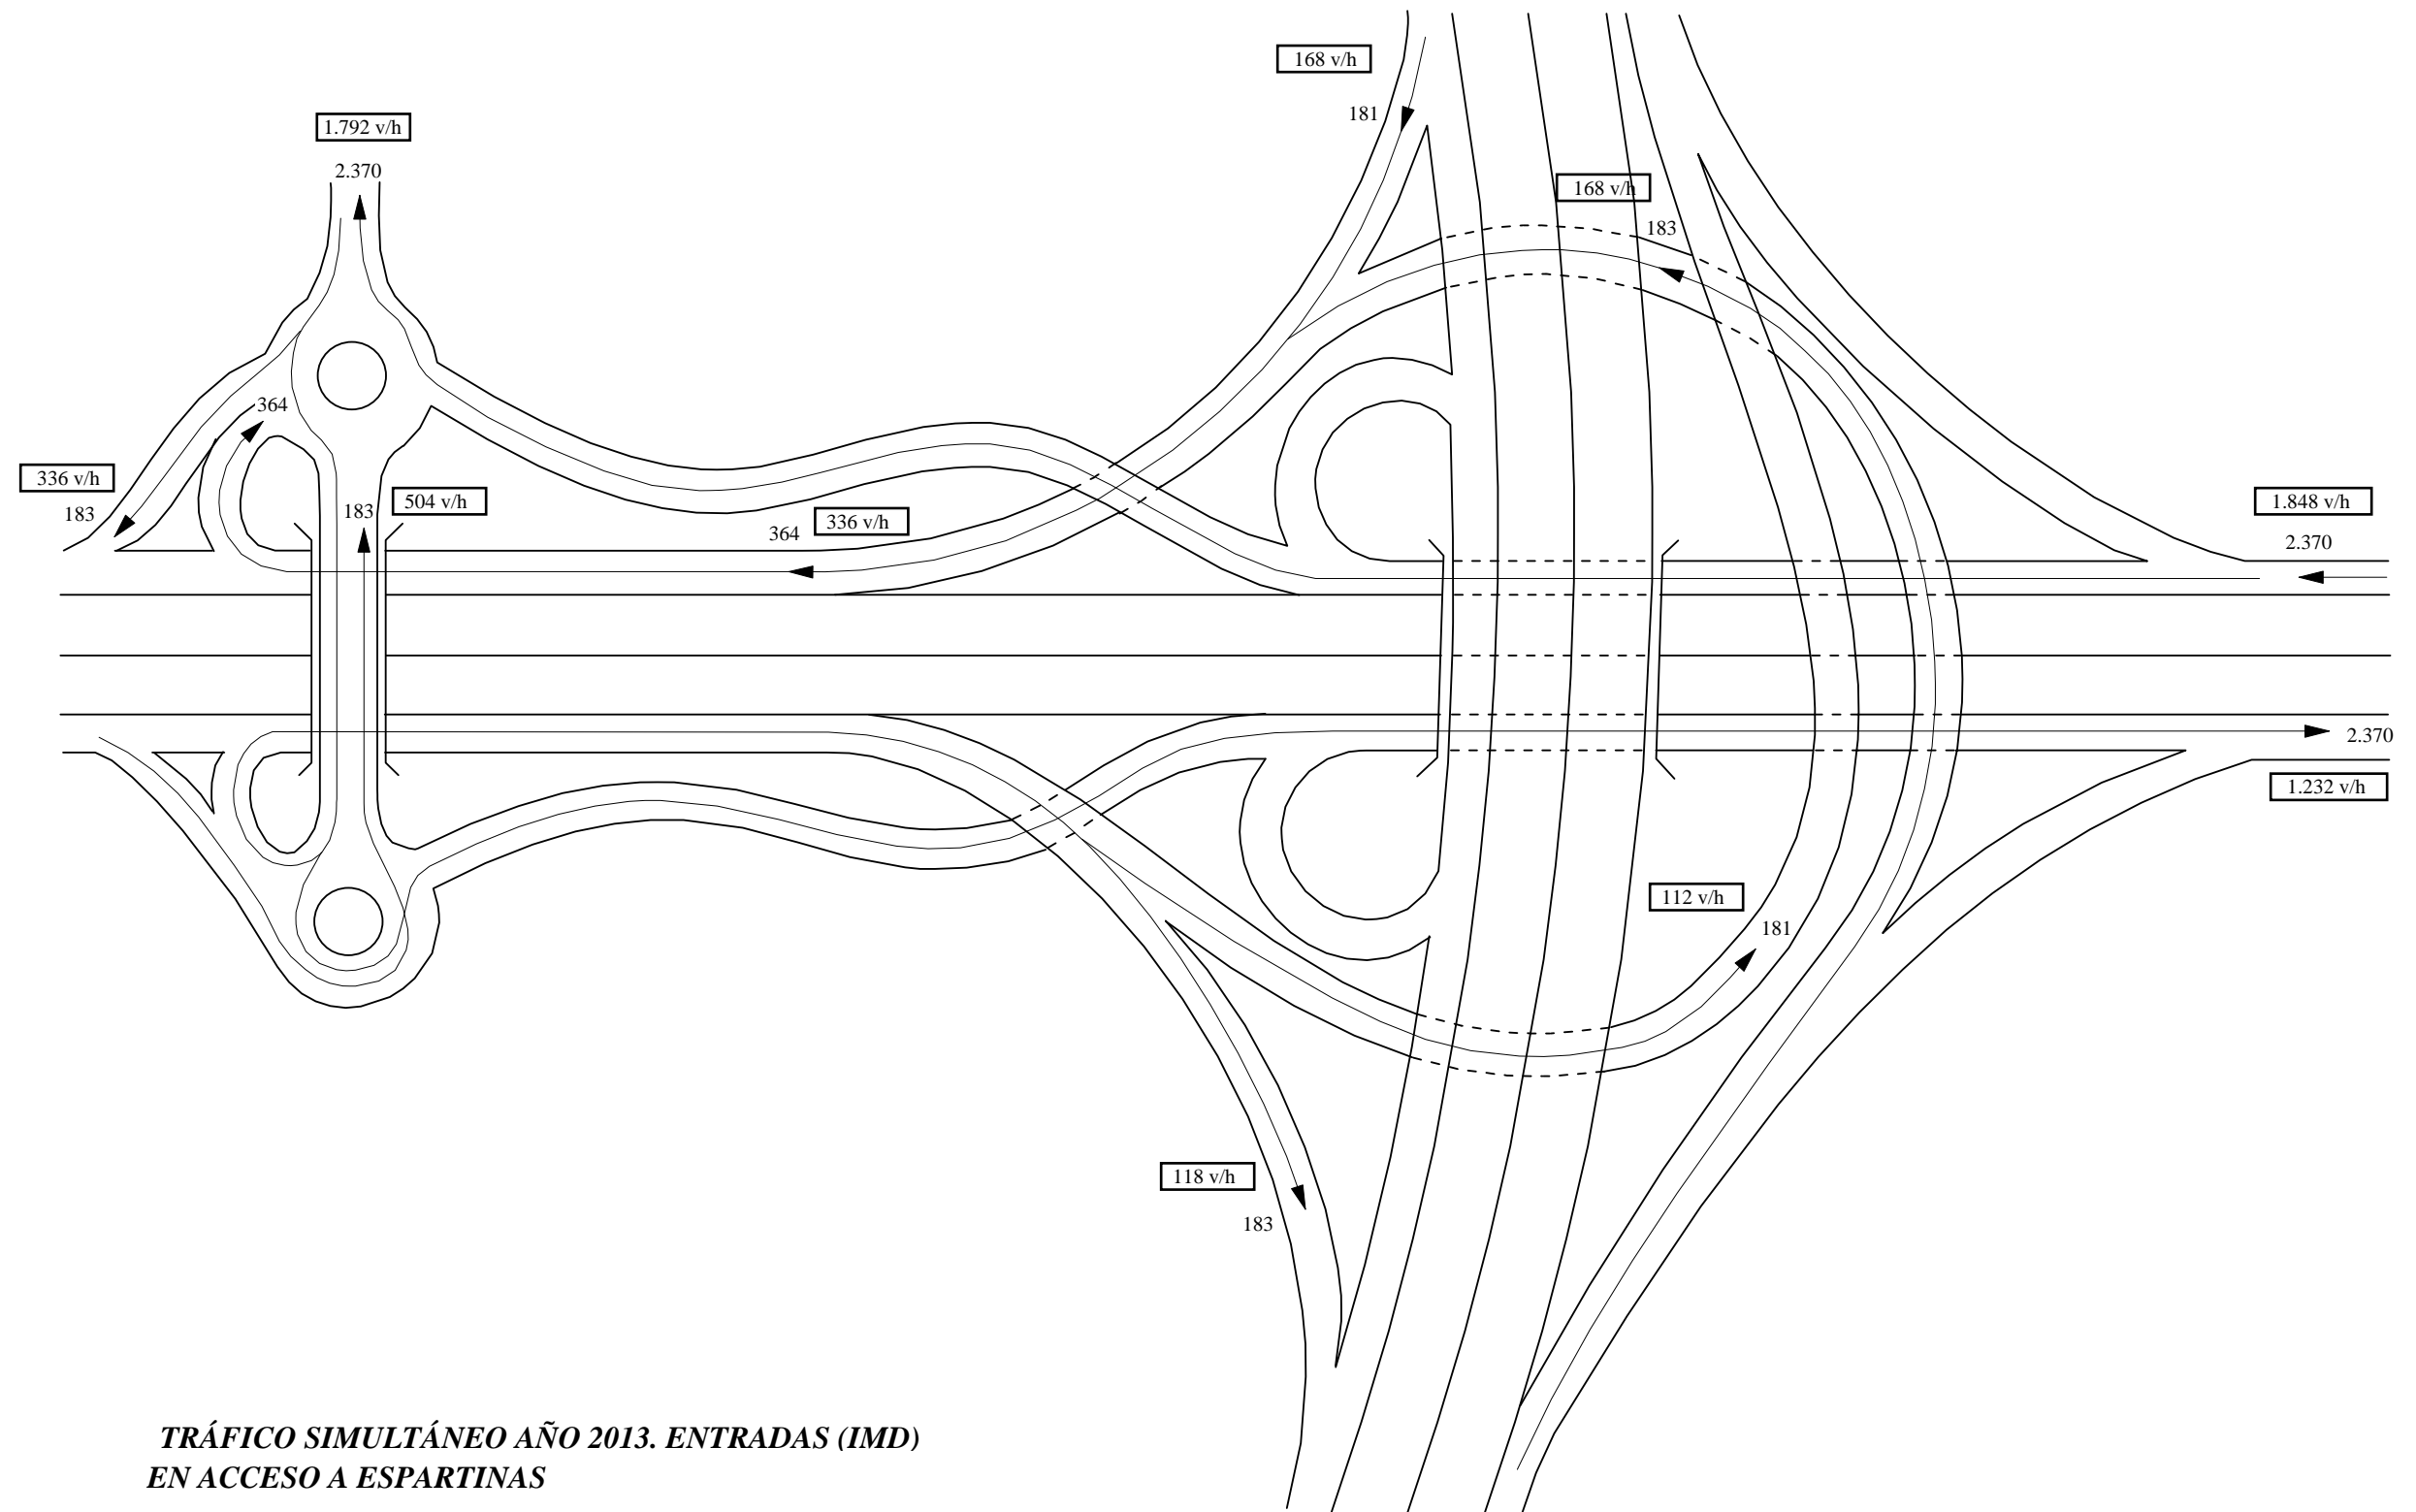 168 v/h
181
1.792 v/h
2.370
168 v/h
183
364
336 v/h
183
504 v/h
183
336 v/h
364
1.848 v/h
2.370
2.370
1.232 v/h
112 v/h
181
118 v/h
183
TRÁFICO SIMULTÁNEO AÑO 2013. ENTRADAS (IMD)
EN ACCESO A ESPARTINAS